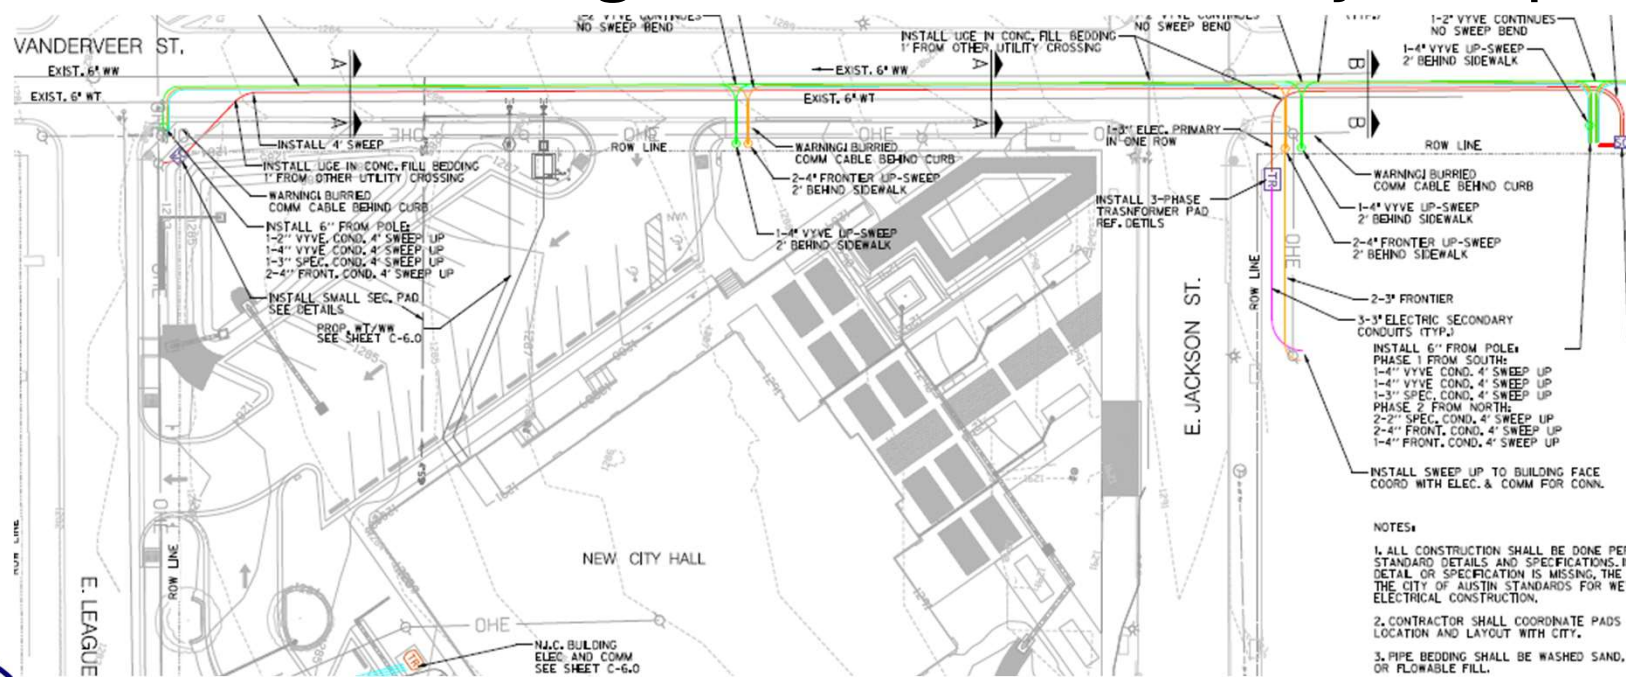 NO SWEEP BEND
VANDERVEER ST.
EXIST. 6" WW
EXIST. 6" WT
INSTALL 4' SWEEP
INSTALL UGE IN CONC. FILL BEDDING
1' FROM OTHER UTILITY CROSSING
WARNING! BURRIED
COMM CABLE BEHIND CURB
INSTALL 6" FROM POLE:
1-2" VYVE. COND. 4' SWEEP UP
1-4" VYVE. COND. 4' SWEEP UP
1-3" SPEC. COND. 4' SWEEP UP
2-4" FRONT. COND. 4' SWEEP UP
INSTALL SMALL SEC. PAD
SEE DETAILS
PROP. WT/WW
SEE SHEET C-6.0
A
A
OHE
OHE
ROW LINE
EXIST. 6" WW
EXIST. 6" WT
WARNING! BURRIED
COMM CABLE BEHIND CURB
2-4" FRONTIER UP-SWEEP
2' BEHIND SIDEWALK
1-4" VYVE UP-SWEEP
2' BEHIND SIDEWALK
OHE
INSTALL UGE IN CONC. FILL BEDDING
1' FROM OTHER UTILITY CROSSING
NO SWEEP BEND
A
A
1-3" ELEC. PRIMARY
IN ONE ROW
INSTALL 3-PHASE
TRASNFORMER PAD
REF. DETILS
TR
B
B
1-2" VYVE CONTINUES
NO SWEEP BEND
1-4" VYVE UP-SWEEP
2' BEHIND SIDEWALK
ROW LINE
WARNING! BURRIED
COMM CABLE BEHIND CURB
1-4" VYVE UP-SWEEP
2' BEHIND SIDEWALK
2-4" FRONTIER UP-SWEEP
2' BEHIND SIDEWALK
2-3" FRONTIER
3-3" ELECTRIC SECONDARY
CONDUITS (TYP.)
INSTALL 6" FROM POLE:
PHASE 1 FROM SOUTH:
1-4" VYVE COND. 4' SWEEP UP
1-4" VYVE COND. 4' SWEEP UP
1-3" SPEC. COND. 4' SWEEP UP
PHASE 2 FROM NORTH:
2-2" SPEC. COND. 4' SWEEP UP
2-4" FRONT. COND. 4' SWEEP UP
1-4" FRONT. COND. 4' SWEEP UP
INSTALL SWEEP UP TO BUILDING FACE
COORD WITH ELEC. & COMM FOR CONN.
OHE
ROW LINE
E. JACKSON ST.
NEW CITY HALL
OHE
ROW LINE
ROW LINE
E. LEAGUE
OHE
N.I.C. BUILDING
ELEC AND COMM
SEE SHEET C-6.0
TR
NOTES:
1. ALL CONSTRUCTION SHALL BE DONE PER
STANDARD DETAILS AND SPECIFICATIONS.
DETAIL OR SPECIFICATION IS MISSING, THE
THE CITY OF AUSTIN STANDARDS FOR
ELECTRICAL CONSTRUCTION.
2. CONTRACTOR SHALL COORDINATE PADS
LOCATION AND LAYOUT WITH CITY.
3. PIPE BEDDING SHALL BE WASHED SAND,
OR FLOWABLE FILL.